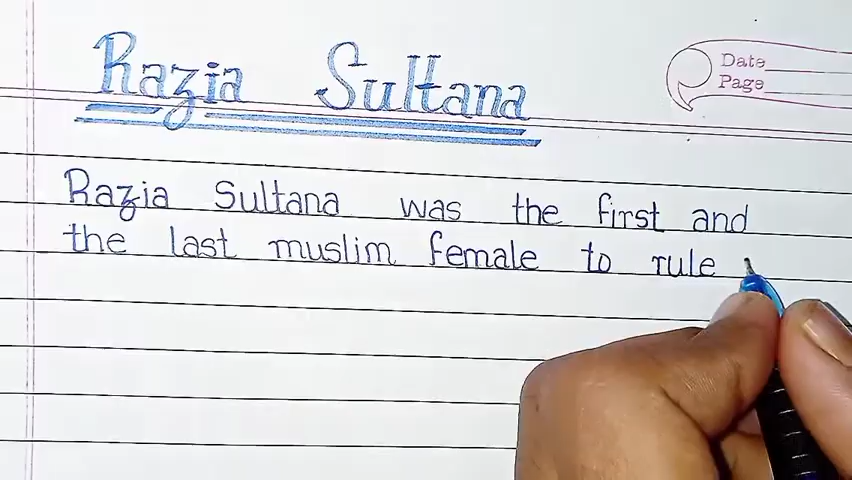 Razia Sultana
Date
Page
Razia Sultana was the first and
the last muslim female to rule